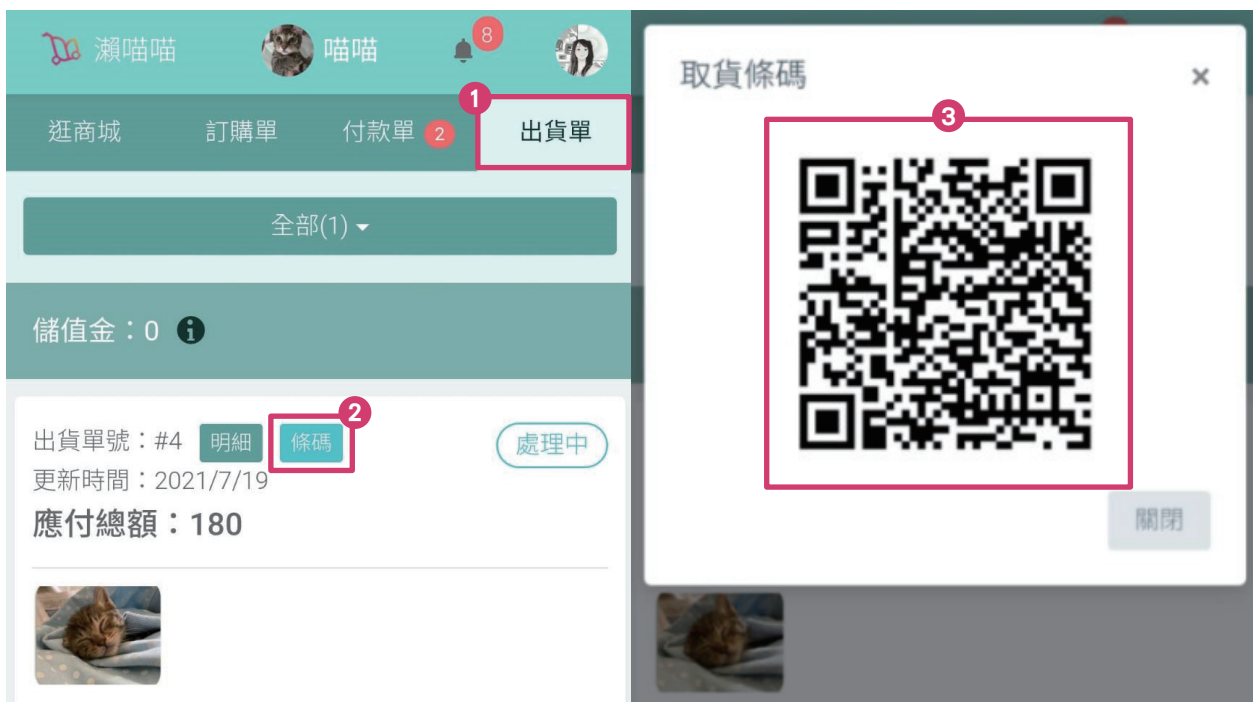 瀨喵喵
喵喵
8
1
逛商城
訂購單
付款單 2
出貨單
全部(1)
儲值金：0
2
出貨單號：#4 明細 條碼
處理中
更新時間：2021/7/19
應付總額：180
取貨條碼
×
3
關閉